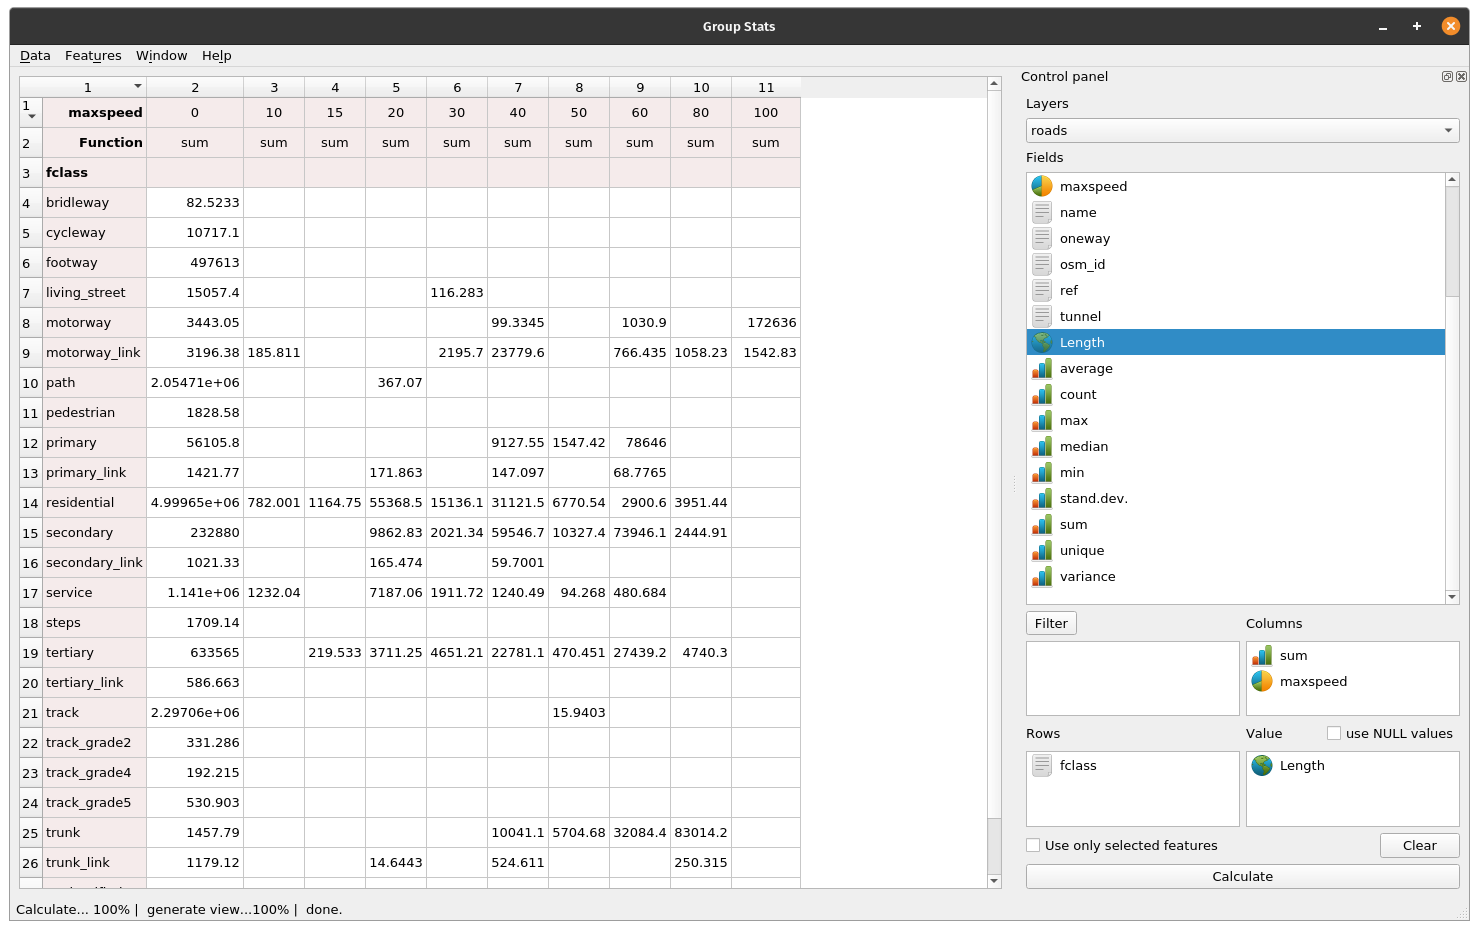 Group Stats
Data Features Window Help
1 2 3 4 5 6 7 8 9 10 11
1 maxspeed 0 10 15 20 30 40 50 60 80 100
2 Function sum sum sum sum sum sum sum sum sum sum
3 fclass
4 bridleway 82.5233
5 cycleway 10717.1
6 footway 497613
7 living_street 15057.4 116.283
8 motorway 3443.05 99.3345 1030.9 172636
9 motorway_link 3196.38 185.811 2195.7 23779.6 766.435 1058.23 1542.83
10 path 2.05471e+06 367.07
11 pedestrian 1828.58
12 primary 56105.8 9127.55 1547.42 78646
13 primary_link 1421.77 171.863 147.097 68.7765
14 residential 4.99965e+06 782.001 1164.75 55368.5 15136.1 31121.5 6770.54 2900.6 3951.44
15 secondary 232880 9862.83 2021.34 59546.7 10327.4 73946.1 2444.91
16 secondary_link 1021.33 165.474 59.7001
17 service 1.141e+06 1232.04 7187.06 1911.72 1240.49 94.268 480.684
18 steps 1709.14
19 tertiary 633565 219.533 3711.25 4651.21 22781.1 470.451 27439.2 4740.3
20 tertiary_link 586.663
21 track 2.29706e+06 15.9403
22 track_grade2 331.286
23 track_grade4 192.215
24 track_grade5 530.903
25 trunk 1457.79 10041.1 5704.68 32084.4 83014.2
26 trunk_link 1179.12 14.6443 524.611 250.315
Control panel
Layers
roads
Fields
maxspeed
name
oneway
osm_id
ref
tunnel
Length
average
count
max
median
min
stand.dev.
sum
unique
variance
Filter Columns
sum
maxspeed
Rows Value use NULL values
fclass Length
Use only selected features Clear
Calculate
Calculate... 100% | generate view...100% | done.